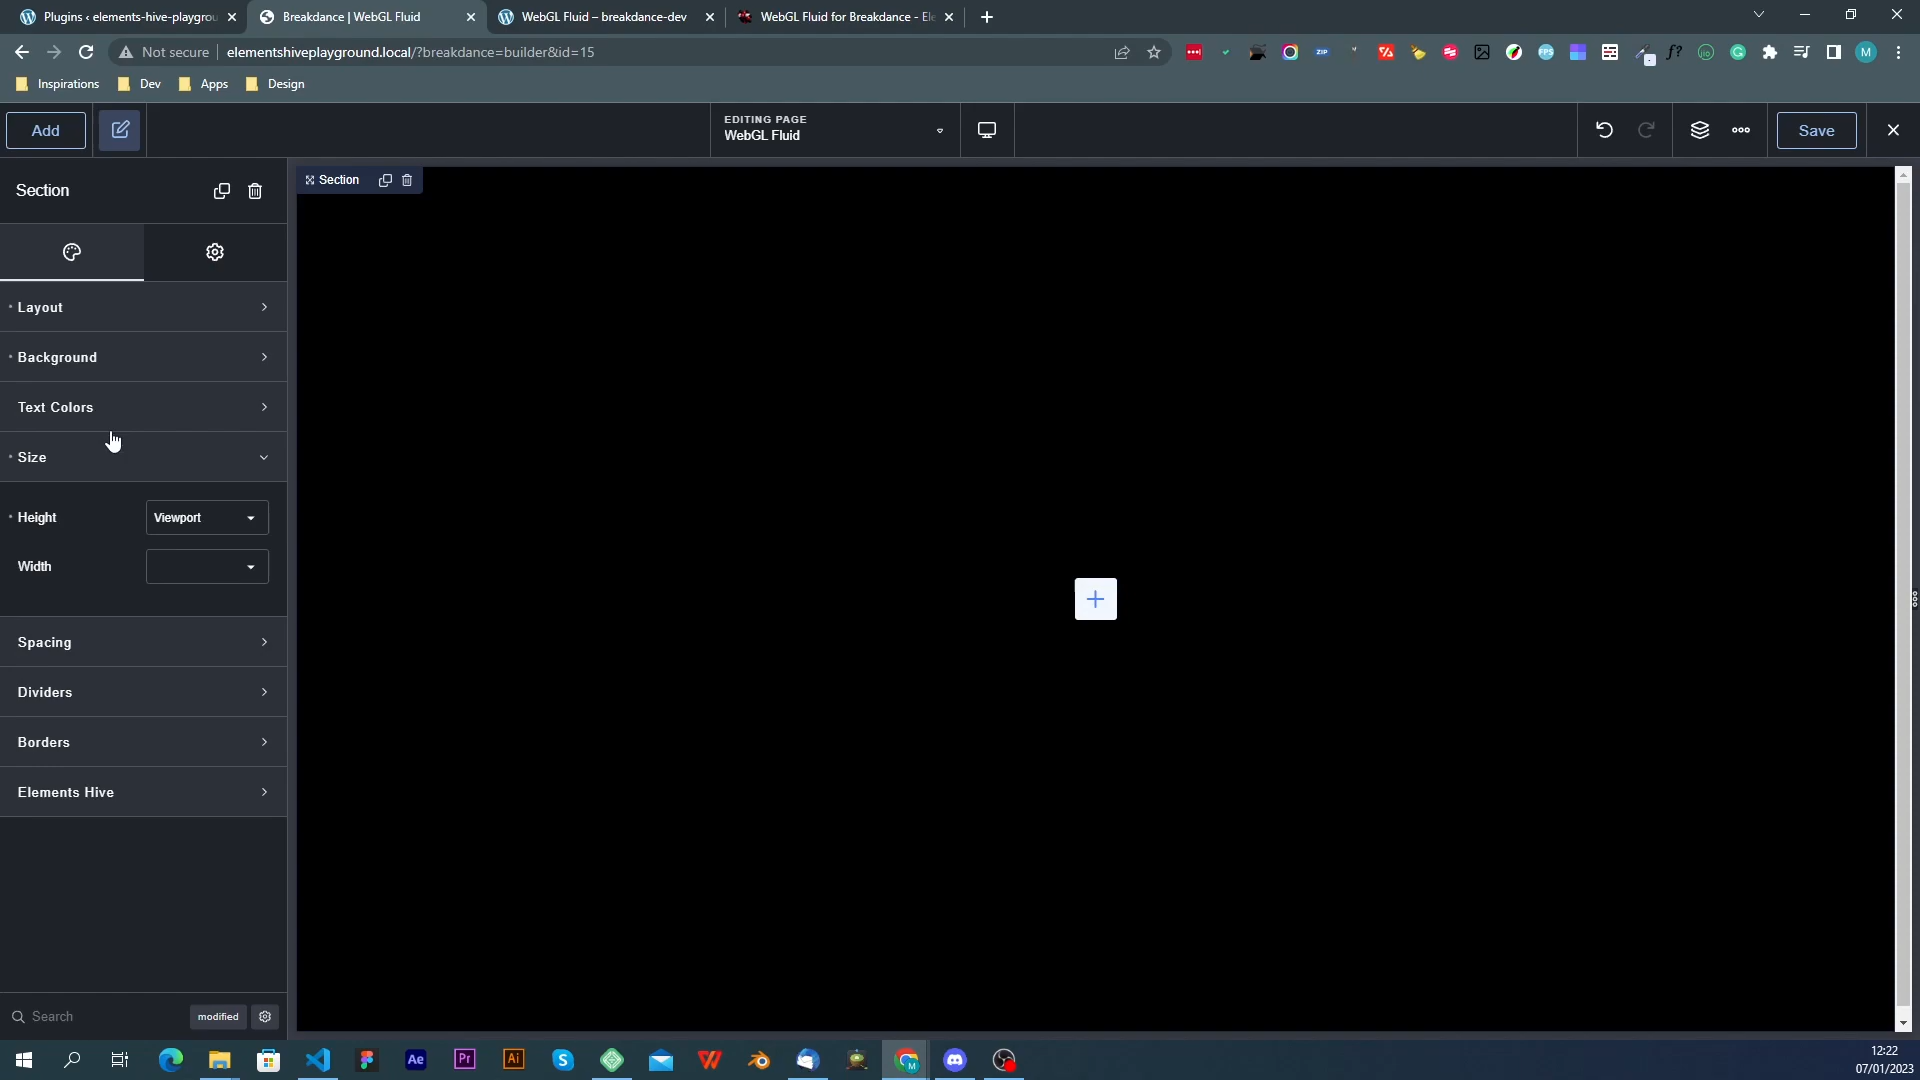 Plugins ‹ elements-hive-playgrou
Breakdance | WebGL Fluid
WebGL Fluid – breakdance-dev
WebGL Fluid for Breakdance - Ele
Not secure
elementshiveplayground.local/?breakdance=builder&id=15
Inspirations
Dev
Apps
Design
Add
EDITING PAGE
WebGL Fluid
Save
Section
Section
Layout
Background
Text Colors
Size
Height
Viewport
Width
Spacing
Dividers
Borders
Elements Hive
Search
modified
12:22
07/01/2023